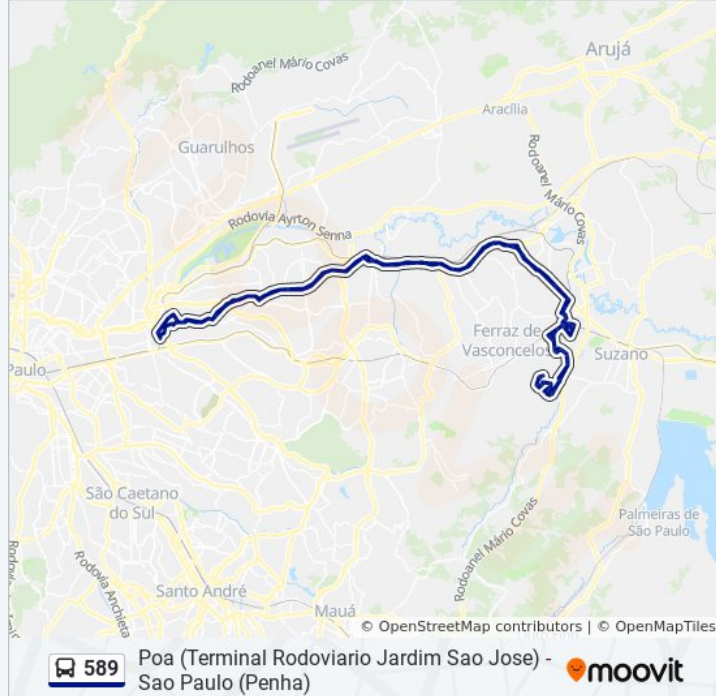 Rodoanel Mário Covas
Arujá
Aracília
Guarulhos
Rodoanel Mário Covas
Rodovia Ayrton Senna
Ferraz de
Vasconcelos
Suzano
Paulo
São Caetano
do Sul
Rodovia Anchieta
Santo André
Mauá
Rodoanel Mário Covas
Palmeiras de
São Paulo
© OpenStreetMap contributors | © OpenMapTiles
589
Poa (Terminal Rodoviario Jardim Sao Jose) -
Sao Paulo (Penha)
moovit